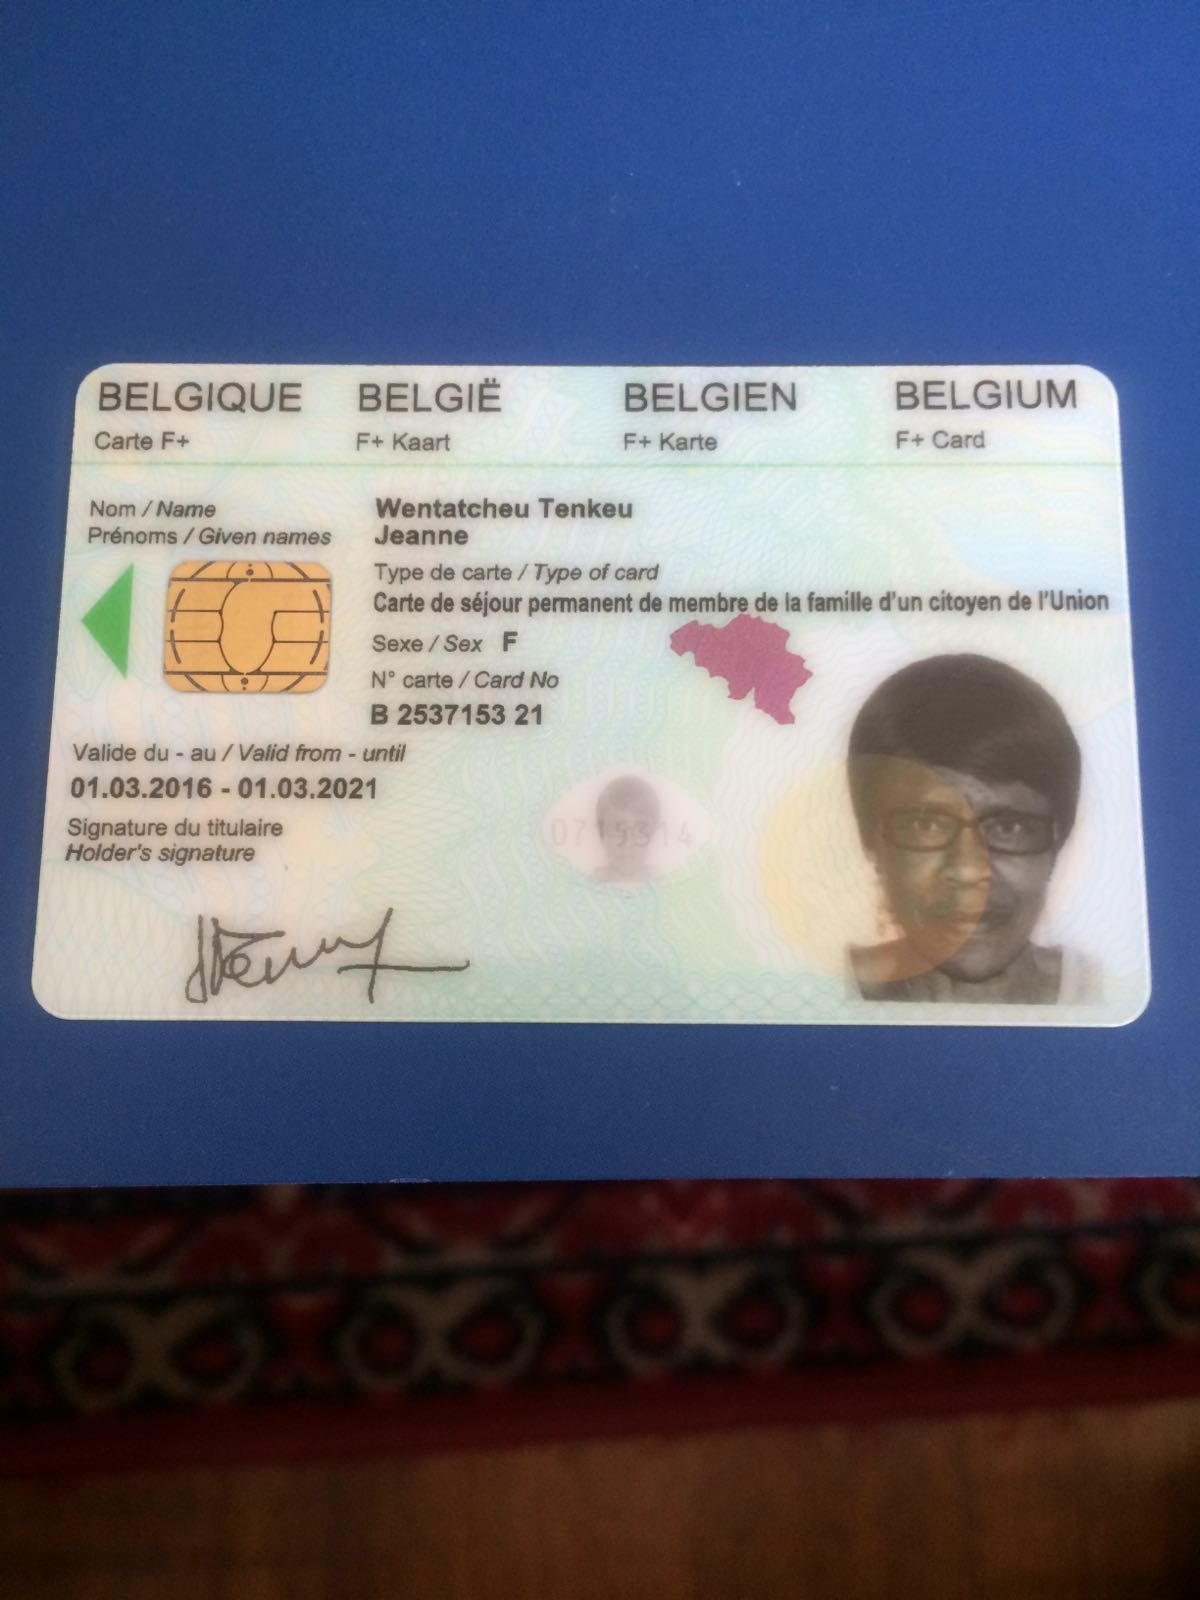 BELGIQUE BELGIË BELGIEN BELGIUM
Carte F+ F+ Kaart F+ Karte F+ Card
Nom / Name Wentatcheu Tenkeu
Prénoms / Given names Jeanne
Type de carte / Type of card
Carte de séjour permanent de membre de la famille d'un citoyen de l'Union
Sexe / Sex F
N° carte / Card No
B 2537153 21
Valide du - au / Valid from - until
01.03.2016 - 01.03.2021
Signature du titulaire
Holder's signature